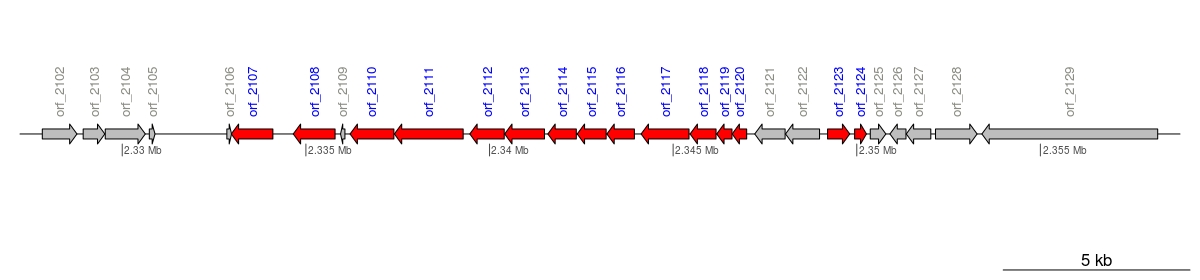 orf_2102
orf_2103
orf_2104
orf_2105
orf_2106
orf_2107
orf_2108
orf_2109
orf_2110
orf_2111
orf_2112
orf_2113
orf_2114
orf_2115
orf_2116
orf_2117
orf_2118
orf_2119
orf_2120
orf_2121
orf_2122
orf_2123
orf_2124
orf_2125
orf_2126
orf_2127
orf_2128
orf_2129
2.33 Mb
2.335 Mb
2.34 Mb
2.345 Mb
2.35 Mb
2.355 Mb
5 kb